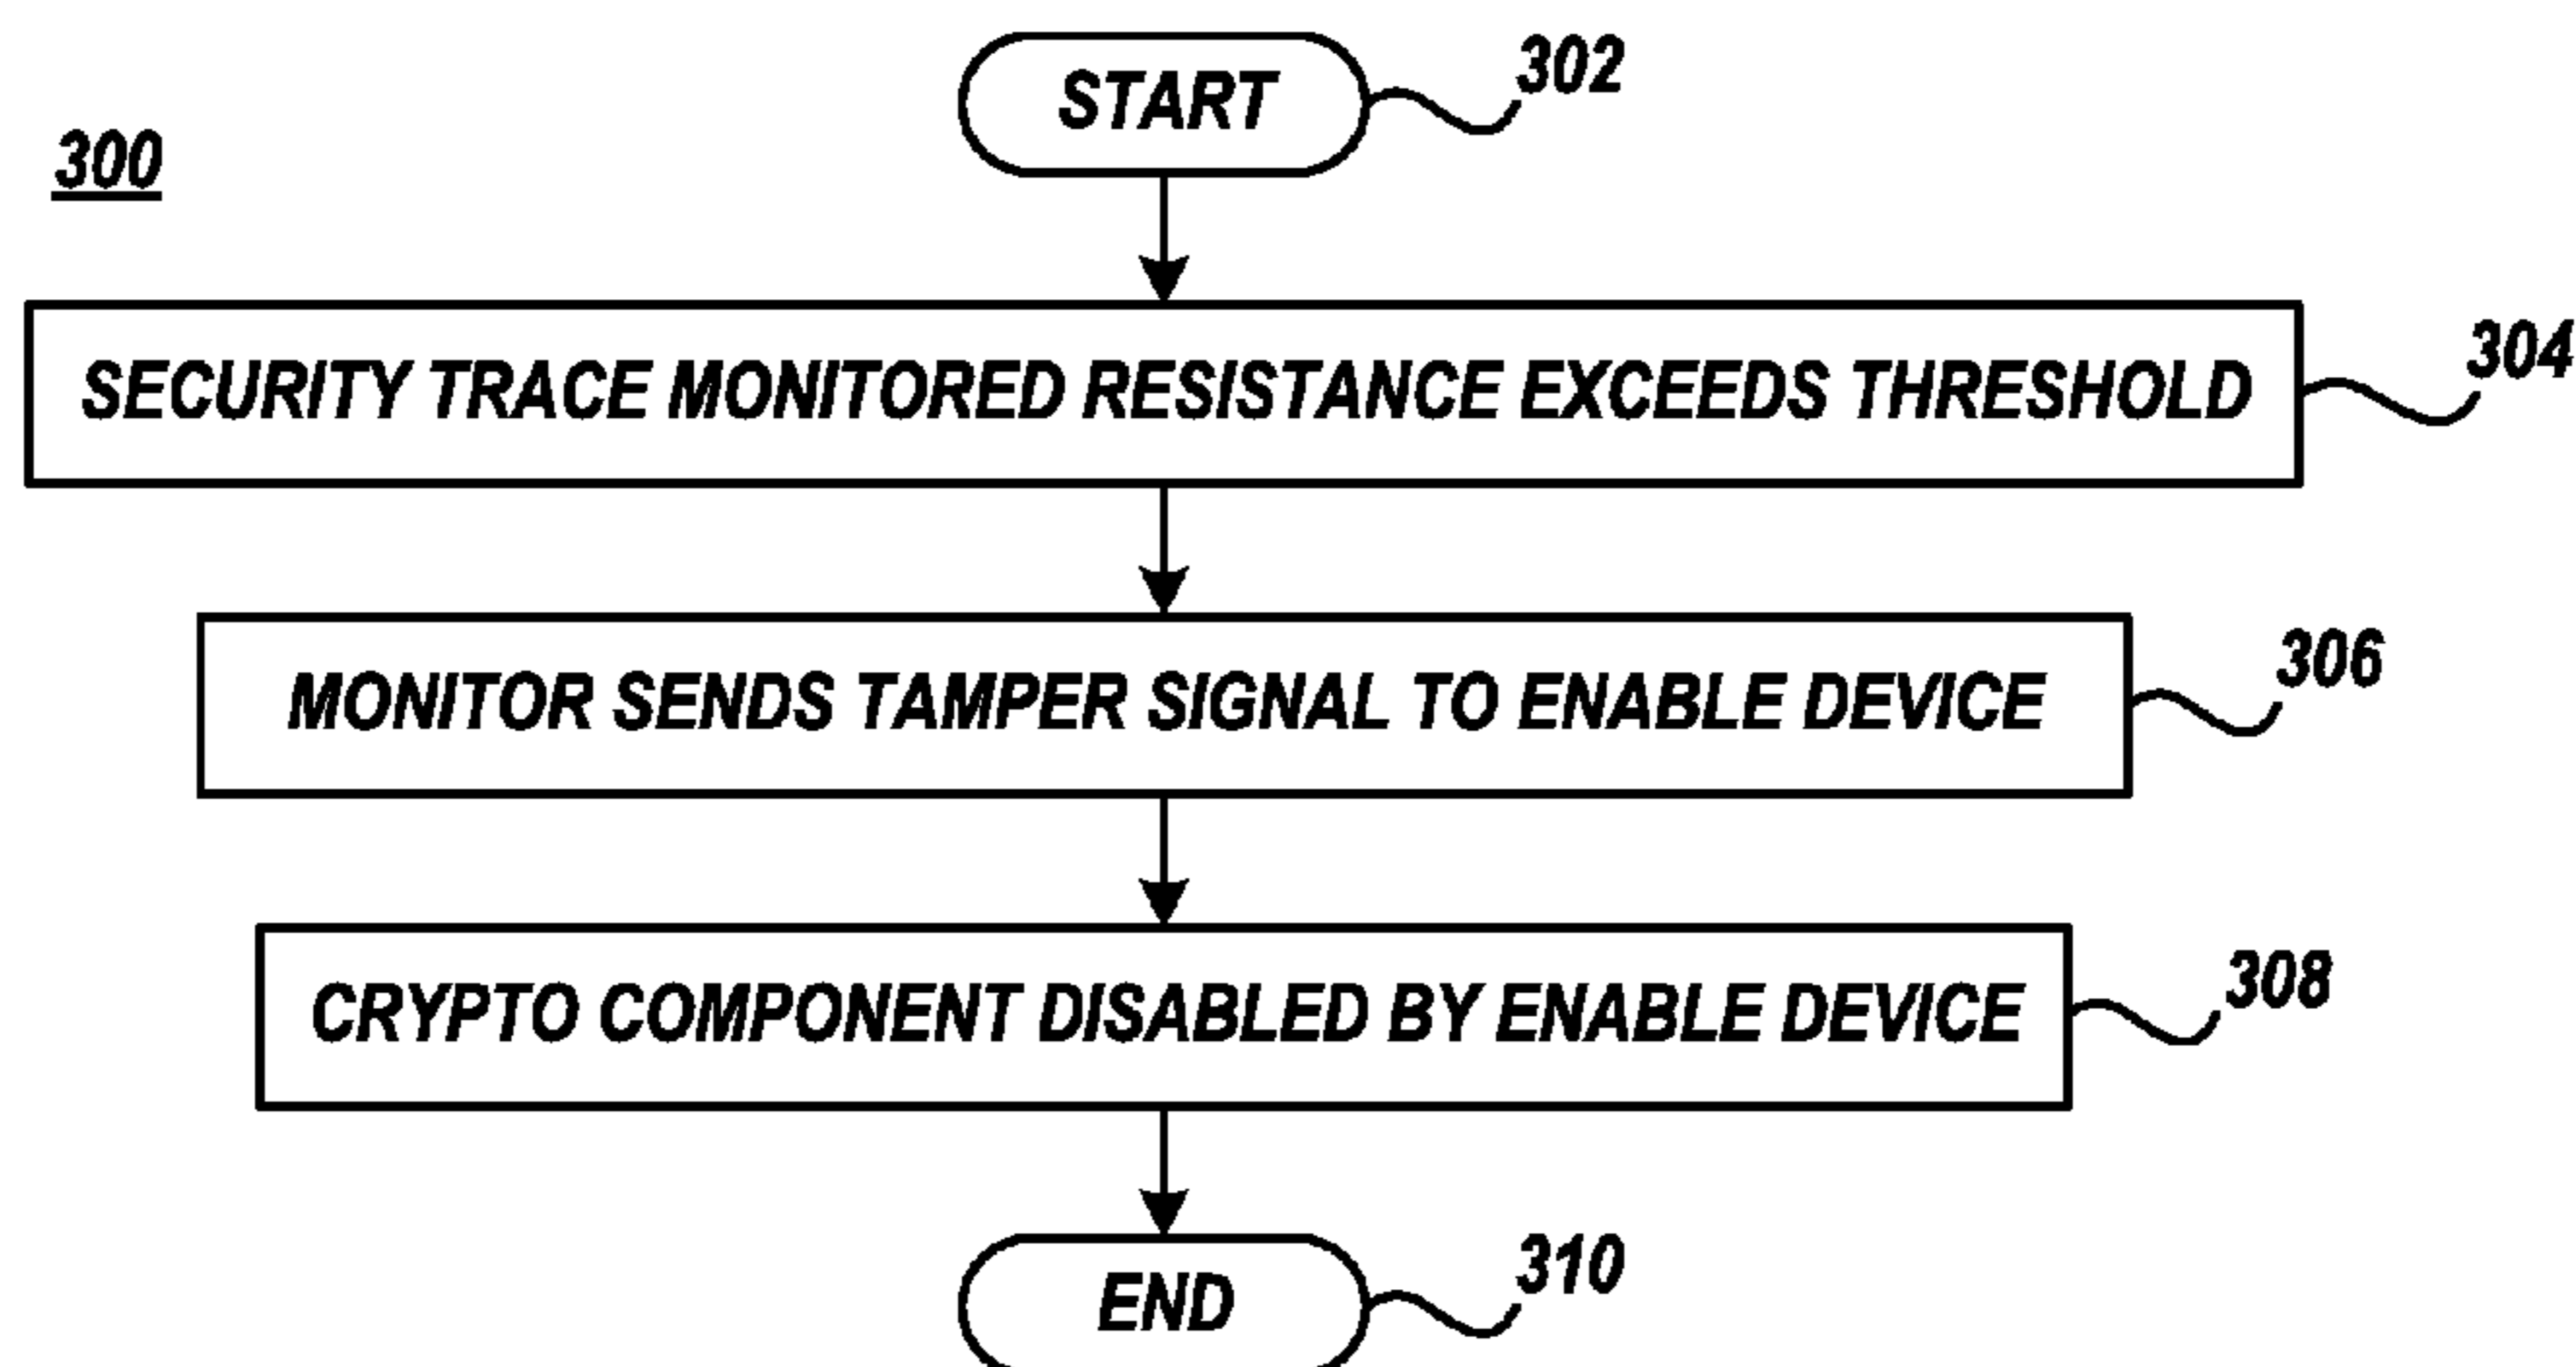 START
302
300
SECURITY TRACE MONITORED RESISTANCE EXCEEDS THRESHOLD
304
MONITOR SENDS TAMPER SIGNAL TO ENABLE DEVICE
306
CRYPTO COMPONENT DISABLED BY ENABLE DEVICE
308
END
310